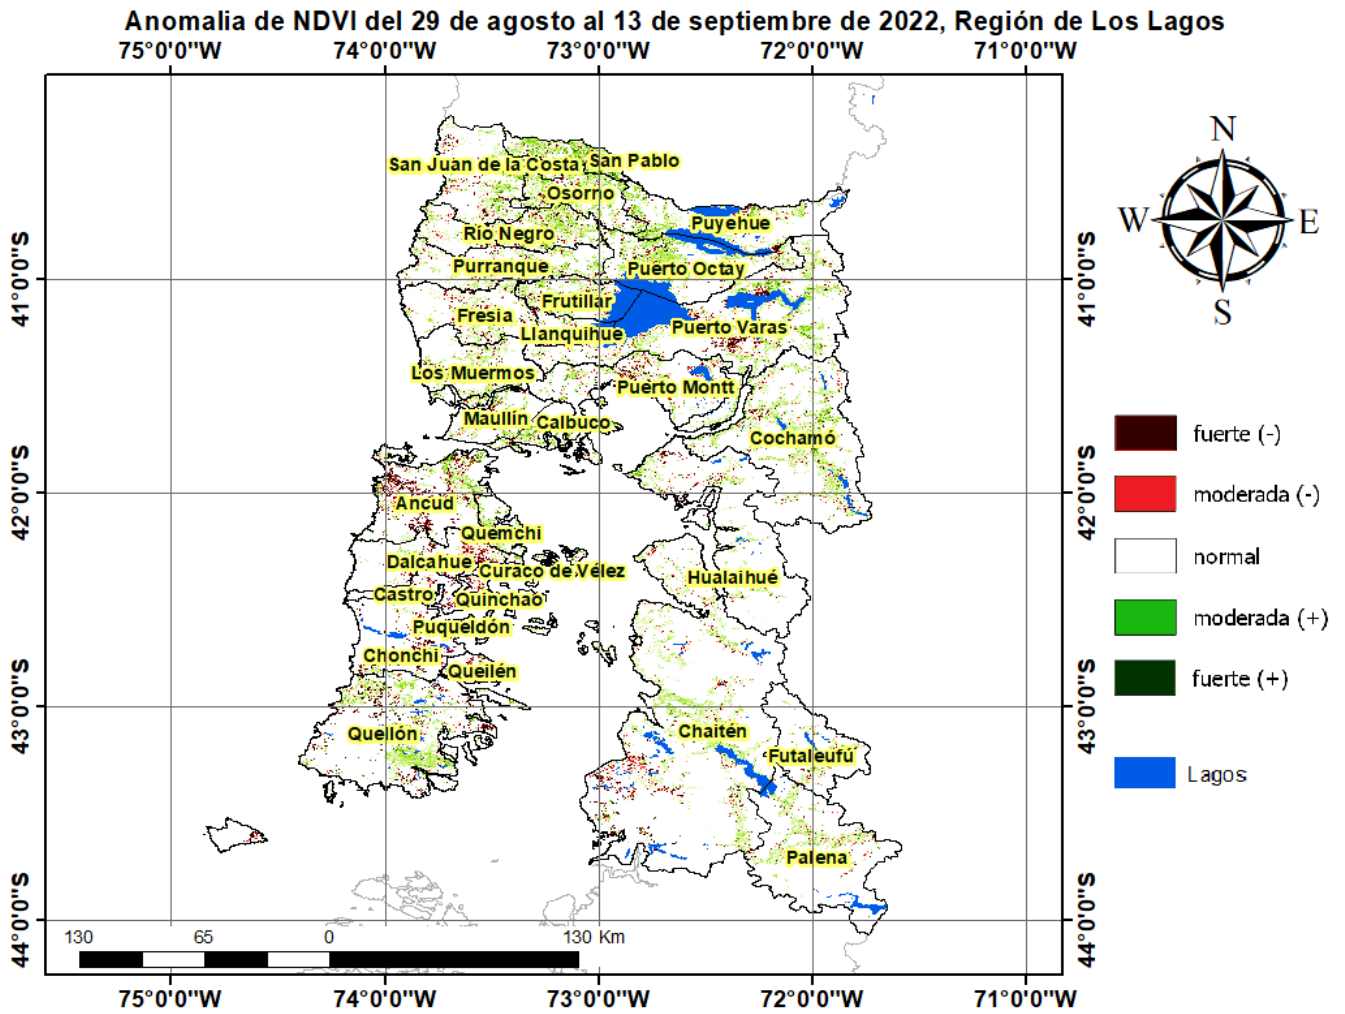 Anomalia de NDVI del 29 de agosto al 13 de septiembre de 2022, Región de Los Lagos
75°0'0"W 74°0'0"W 73°0'0"W 72°0'0"W 71°0'0"W
N
W E
S
San Juan de la Costa San Pablo
Osorno
Puyehue
Río Negro
Purranque Puerto Octay
41°0'0"S 41°0'0"S
Frutillar
Fresia
Llanquihue Puerto Varas
Los Muermos Puerto Montt
Maullín Calbuco
Cochamó
42°0'0"S 42°0'0"S
Ancud
Quemchi
Dalcahue
Curaco de Vélez
Hualaihué
Castro
Quinchao
Puqueldón
Chonchi
Queilén
43°0'0"S 43°0'0"S
Quellón
Chaitén
Futaleufú
Palena
44°0'0"S 44°0'0"S
fuerte (-)
moderada (-)
normal
moderada (+)
fuerte (+)
Lagos
130 65 0 130 Km
75°0'0"W 74°0'0"W 73°0'0"W 72°0'0"W 71°0'0"W